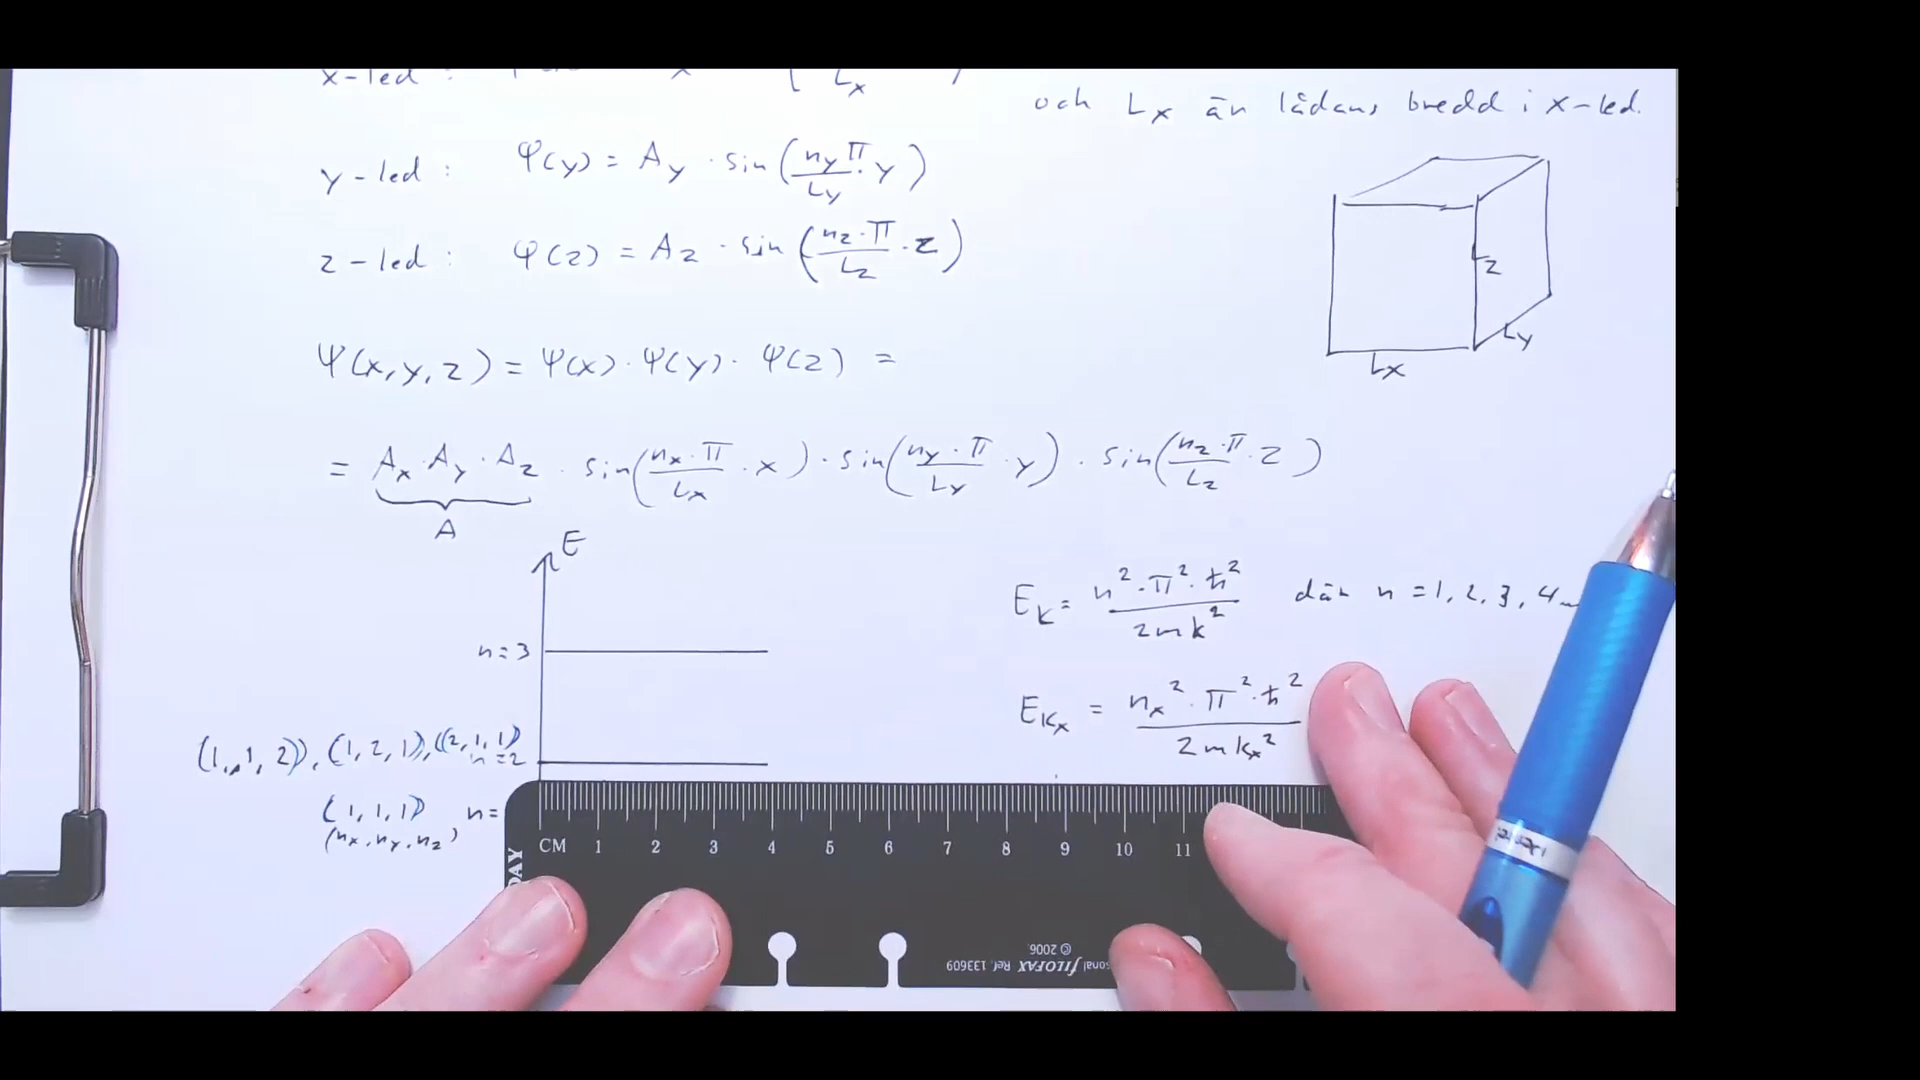 x-led :
Lx
och Lx är lådans bredd i x-led.
y-led : Ψ(y) = Ay · sin(ny π/Ly · y)
z-led : Ψ(z) = Az · sin(nz·π/Lz · z)
Lz
Ly
Lx
Ψ(x,y,z) = Ψ(x)·Ψ(y)·Ψ(z) =
= Ax·Ay·Az · sin(nx·π/Lx · x) · sin(ny·π/Ly · y) · sin(nz·π/Lz · z)
A
E
Ek = n²·π²·ħ²/2mk² där n = 1, 2, 3, 4
n = 3
Ekx = nx²·π²·ħ²/2mkx²
(1, 1, 2), (1, 2, 1), (2, 1, 1)
n = 2
(1, 1, 1) n =
(nx, ny, nz)
CM 1 2 3 4 5 6 7 8 9 10 11
DAY
© 2006.
sonal FILOFAX Ref. 133609